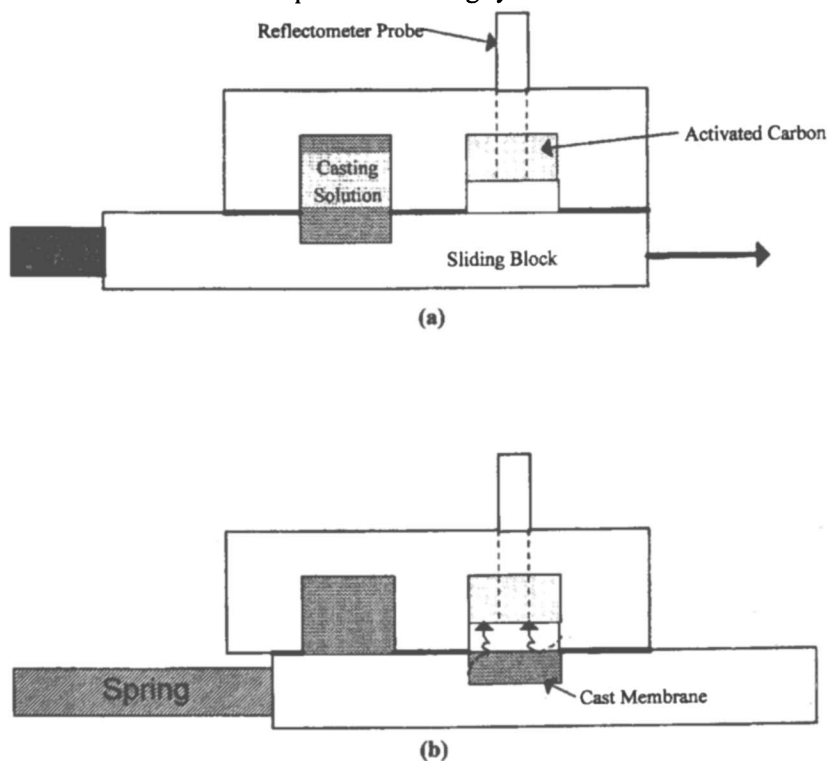 Reflectometer Probe
Activated Carbon
Casting
Solution
Sliding Block
(a)
Spring
Cast Membrane
(b)